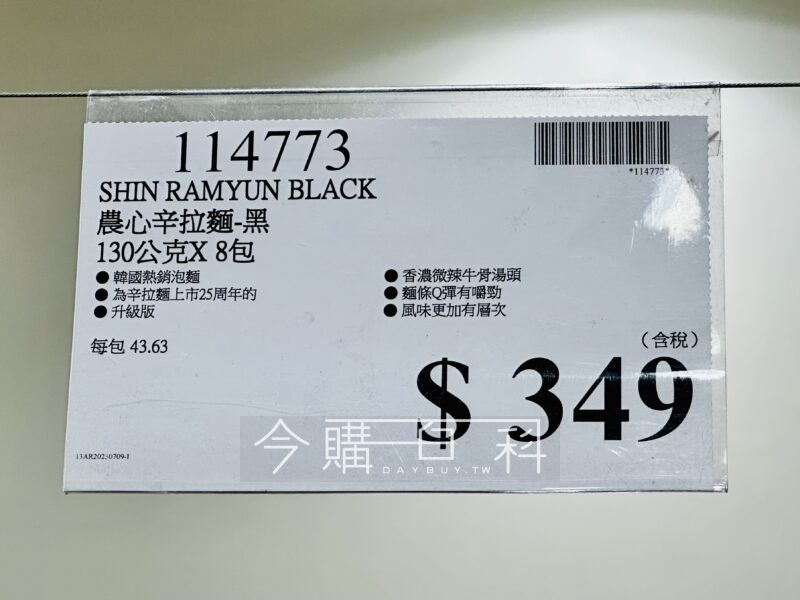 114773
*114773*
SHIN RAMYUN BLACK
農心辛拉麵-黑
130公克X 8包
● 韓國熱銷泡麵
● 為辛拉麵上市25周年的
● 升級版
● 香濃微辣牛骨湯頭
● 麵條Q彈有嚼勁
● 風味更加有層次
每包 43.63
(含稅)
$ 349
今購百科
DAYBUY.TW
13AR20230709-1